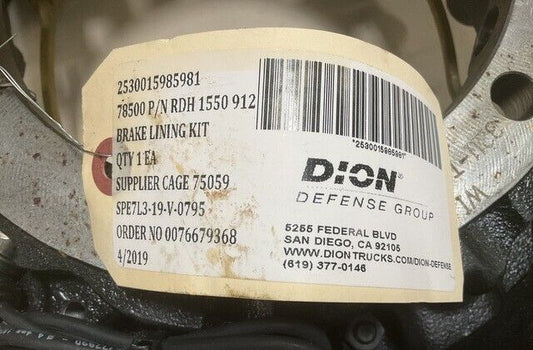 2530015985981
78500 P/N RDH 1550 912
BRAKE LINING KIT
QTY 1 EA
SUPPLIER CAGE 75059
SPE7L3-19-V-0795
ORDER NO 0076679368
4/2019
*2530015985981*
DION®
DEFENSE GROUP
5255 FEDERAL BLVD
SAN DIEGO, CA 92105
WWW.DIONTRUCKS.COM/DION-DEFENSE
(619) 377-0146